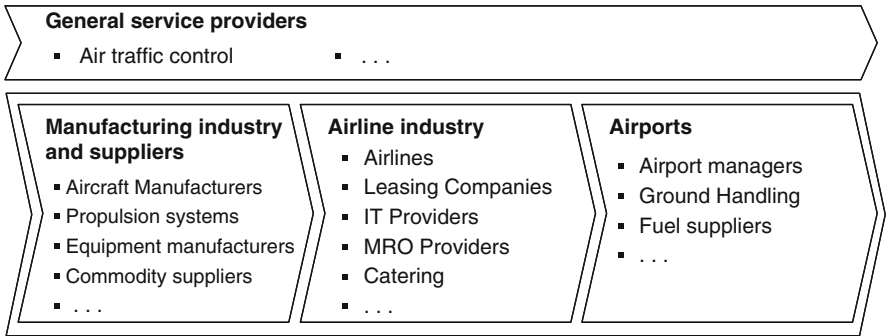 General service providers
▪ Air traffic control
▪ . . .
Manufacturing industry
and suppliers
▪ Aircraft Manufacturers
▪ Propulsion systems
▪ Equipment manufacturers
▪ Commodity suppliers
▪ . . .
Airline industry
▪ Airlines
▪ Leasing Companies
▪ IT Providers
▪ MRO Providers
▪ Catering
▪ . . .
Airports
▪ Airport managers
▪ Ground Handling
▪ Fuel suppliers
▪ . . .